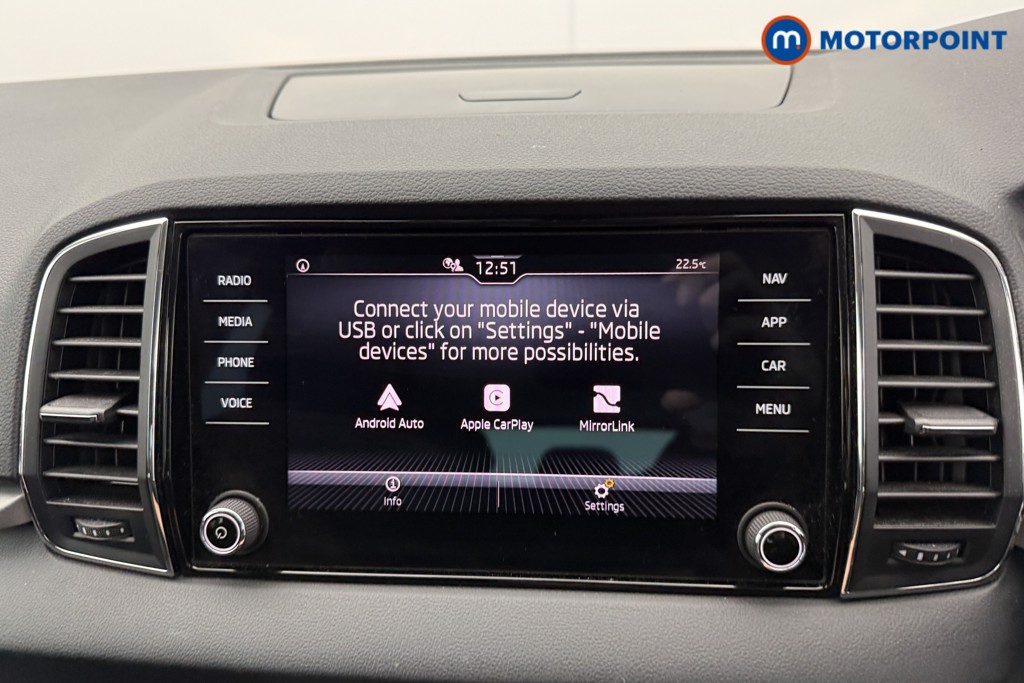 m MOTORPOINT
RADIO
MEDIA
PHONE
VOICE
12:51
22.5°C
Connect your mobile device via
USB or click on "Settings" - "Mobile
devices" for more possibilities.
Android Auto
Apple CarPlay
MirrorLink
Info
Settings
NAV
APP
CAR
MENU